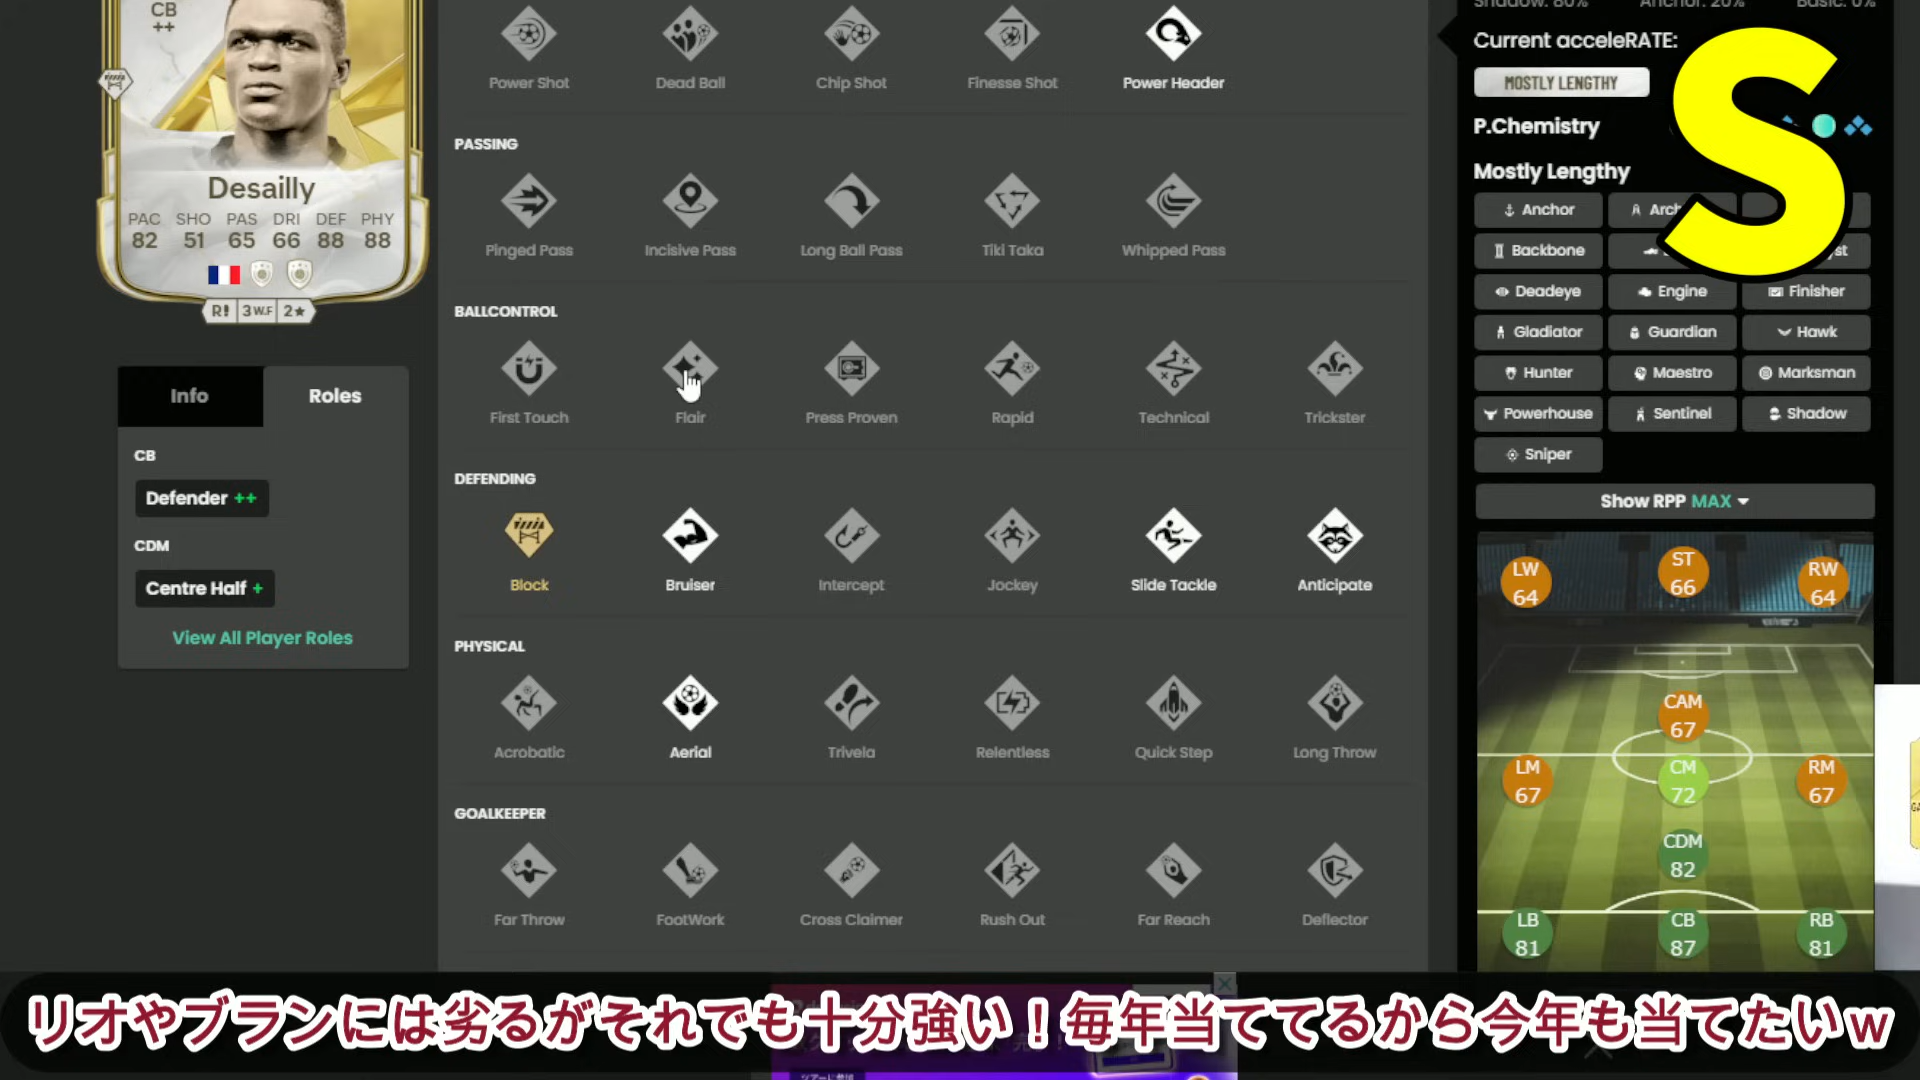 CB
++
Desailly
PAC SHO PAS DRI DEF PHY
82 51 65 66 88 88
R 3 W.F 2★
Info Roles
CB
Defender ++
CDM
Centre Half +
View All Player Roles
Power Shot Dead Ball Chip Shot Finesse Shot Power Header
PASSING
Pinged Pass Incisive Pass Long Ball Pass Tiki Taka Whipped Pass
BALLCONTROL
First Touch Flair Press Proven Rapid Technical Trickster
DEFENDING
Block Bruiser Intercept Jockey Slide Tackle Anticipate
PHYSICAL
Acrobatic Aerial Trivela Relentless Quick Step Long Throw
GOALKEEPER
Far Throw FootWork Cross Claimer Rush Out Far Reach Deflector
Shadow: 80% Anchor: 20% Basic: 0%
Current acceleRATE:
MOSTLY LENGTHY
P.Chemistry
S
Mostly Lengthy
Anchor
Backbone
Deadeye Engine Finisher
Gladiator Guardian Hawk
Hunter Maestro Marksman
Powerhouse Sentinel Shadow
Sniper
Show RPP MAX
LW 64
ST 66
RW 64
CAM 67
LM 67
CM 72
RM 67
CDM 82
LB 81
CB 87
RB 81
リオやブランには劣るがそれでも十分強い！毎年当ててるから今年も当てたいｗ